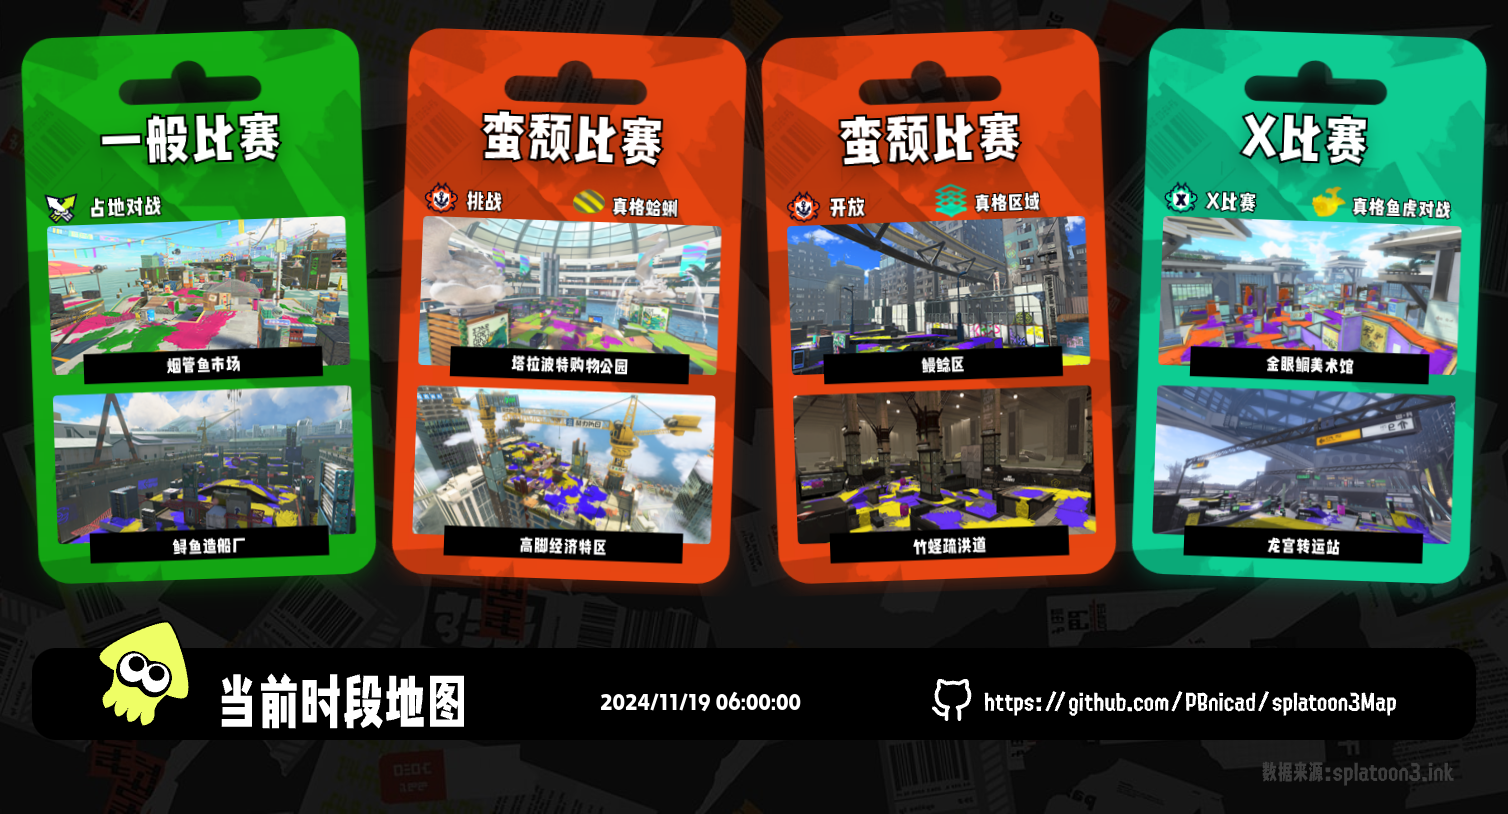 一般比赛
占地对战
烟管鱼市场
鲟鱼造船厂
蛮颓比赛
挑战
真格蛤蜊
塔拉波特购物公园
高脚经济特区
蛮颓比赛
开放
真格区域
鳗鲶区
竹蛏疏洪道
X比赛
X比赛
真格鱼虎对战
金眼鲷美术馆
龙宫转运站
当前时段地图
2024/11/19 06:00:00
https://github.com/PBnicad/splatoon3Map
数据来源:splatoon3.ink